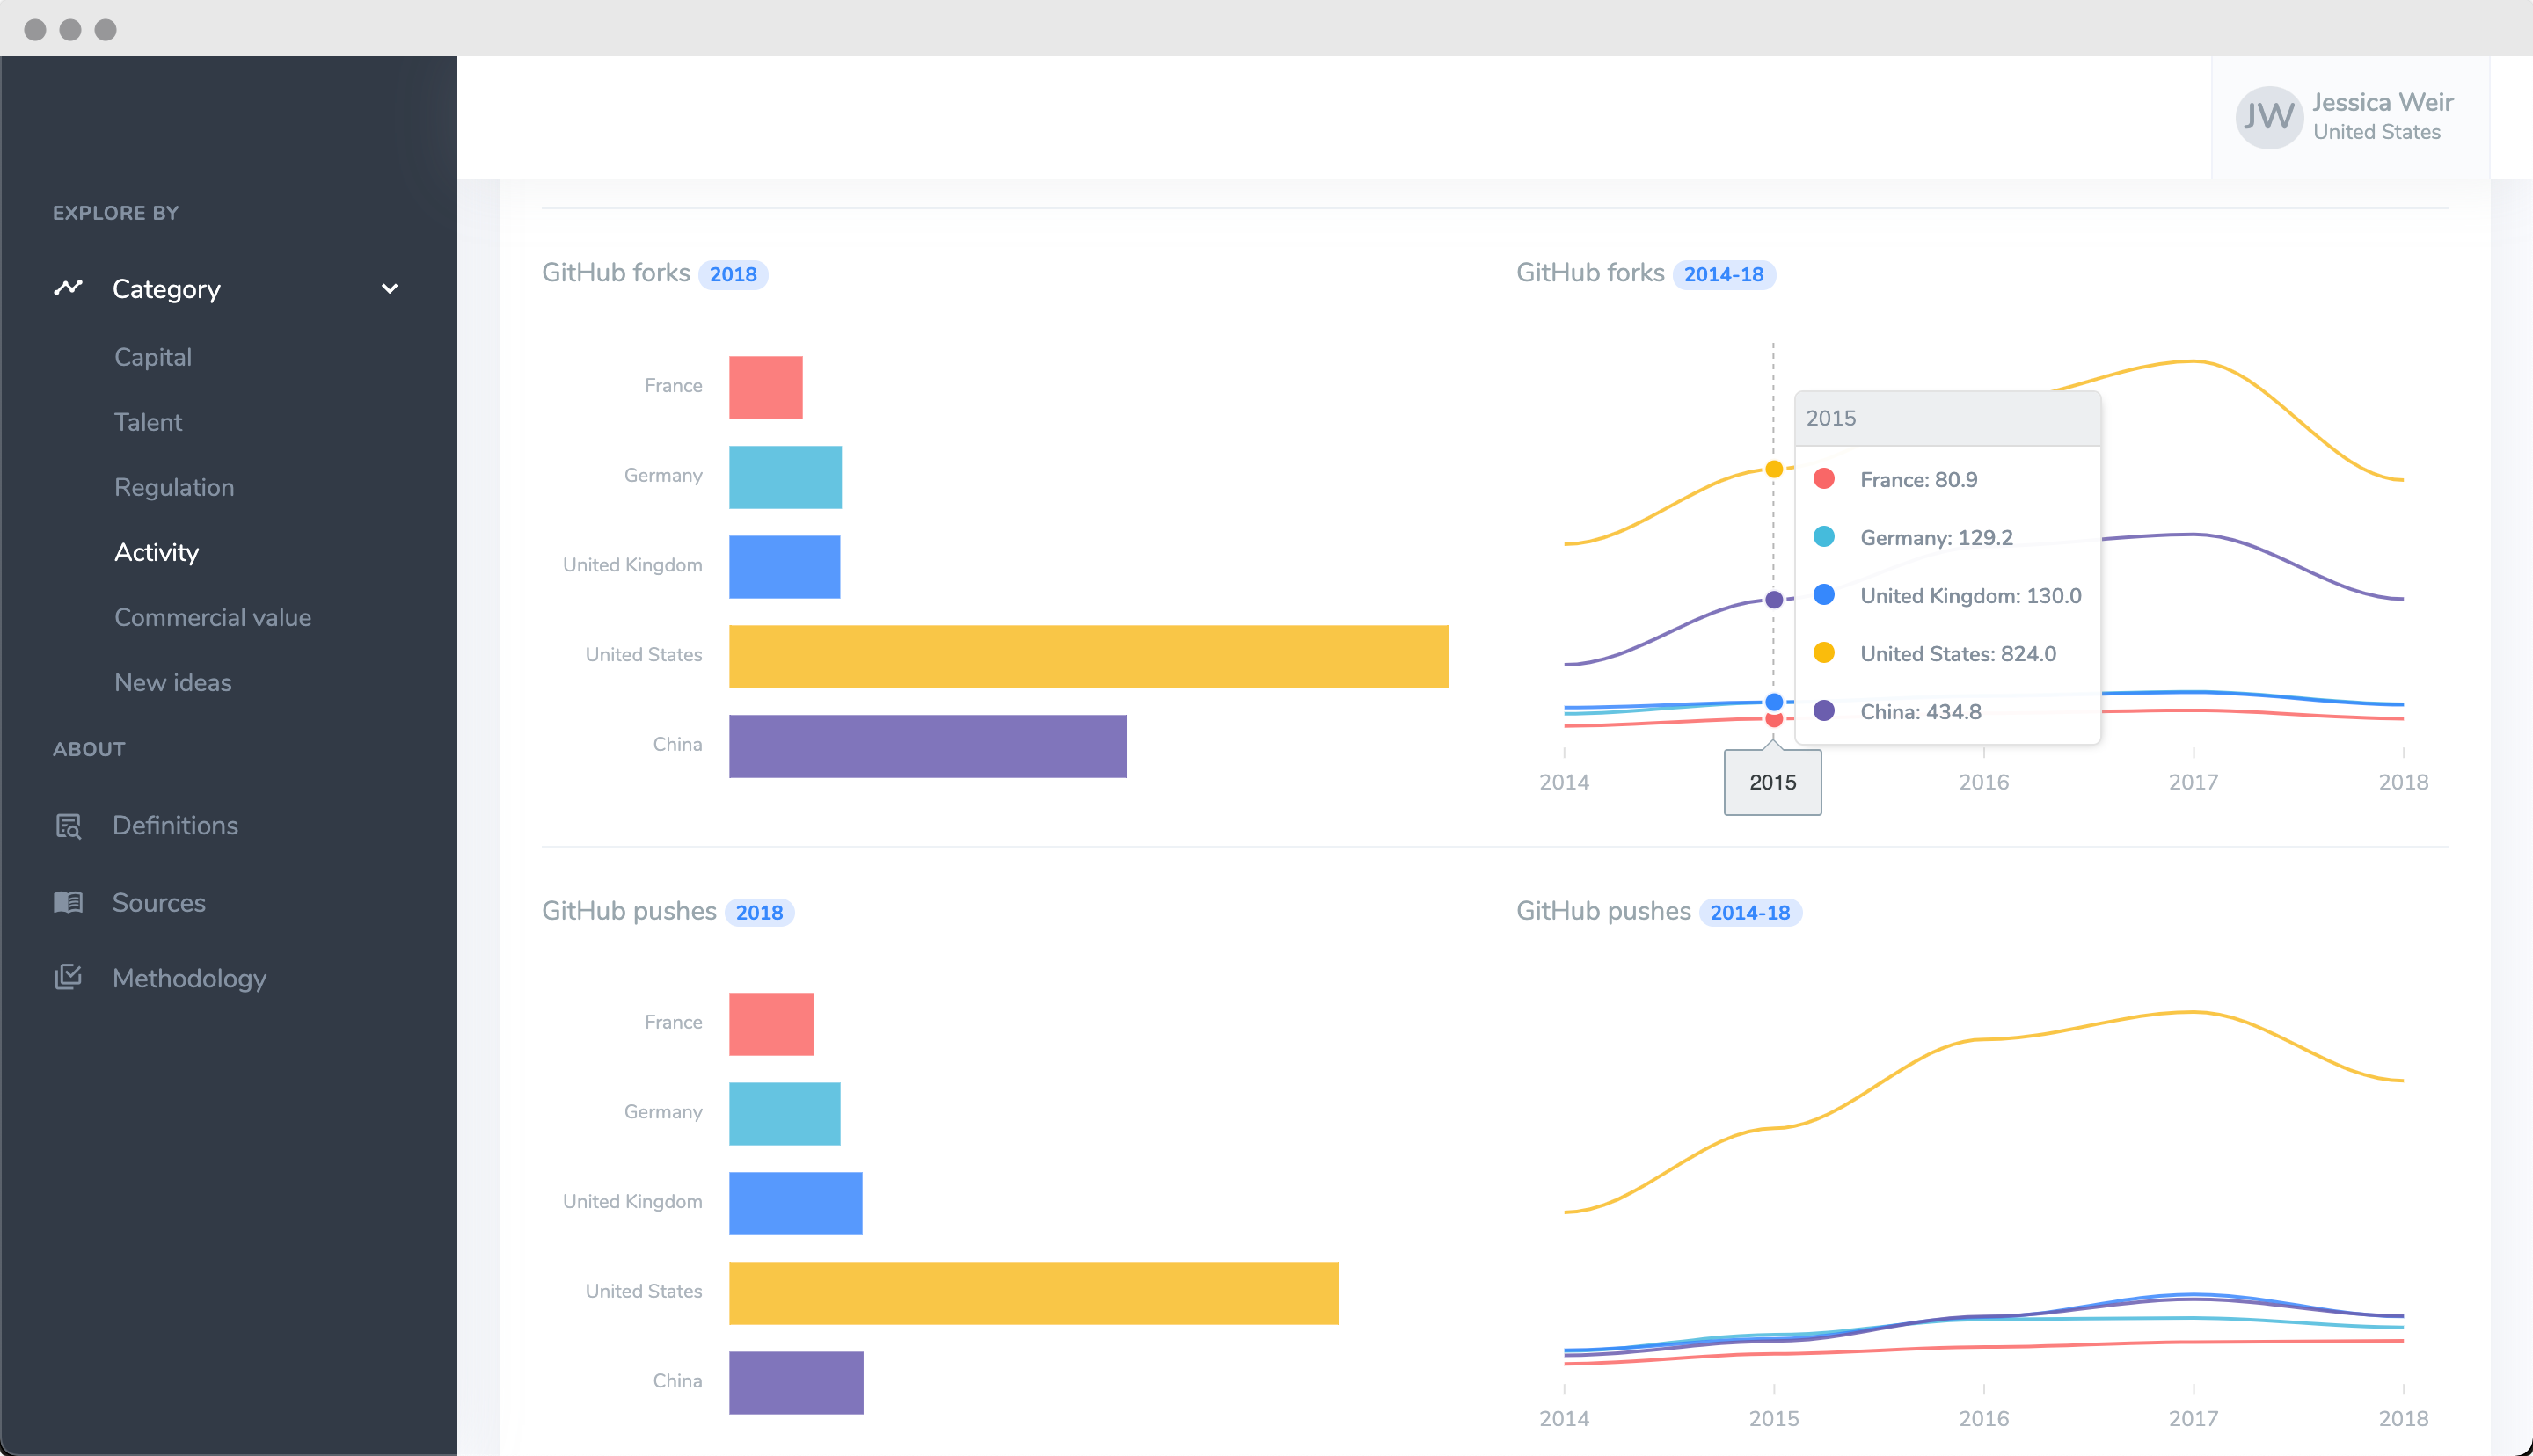 JW
Jessica Weir
United States
EXPLORE BY
Category
Capital
Talent
Regulation
Activity
Commercial value
New ideas
ABOUT
Definitions
Sources
Methodology
GitHub forks 2018
France
Germany
United Kingdom
United States
China
GitHub forks 2014-18
2015
France: 80.9
Germany: 129.2
United Kingdom: 130.0
United States: 824.0
China: 434.8
2014 2015 2016 2017 2018
GitHub pushes 2018
France
Germany
United Kingdom
United States
China
GitHub pushes 2014-18
2014 2015 2016 2017 2018